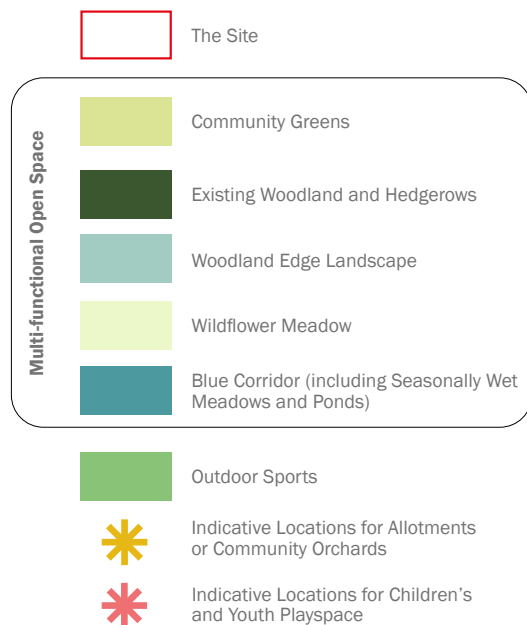 The Site
Multi-functional Open Space
Community Greens
Existing Woodland and Hedgerows
Woodland Edge Landscape
Wildflower Meadow
Blue Corridor (including Seasonally Wet
Meadows and Ponds)
Outdoor Sports
Indicative Locations for Allotments
or Community Orchards
Indicative Locations for Children’s
and Youth Playspace